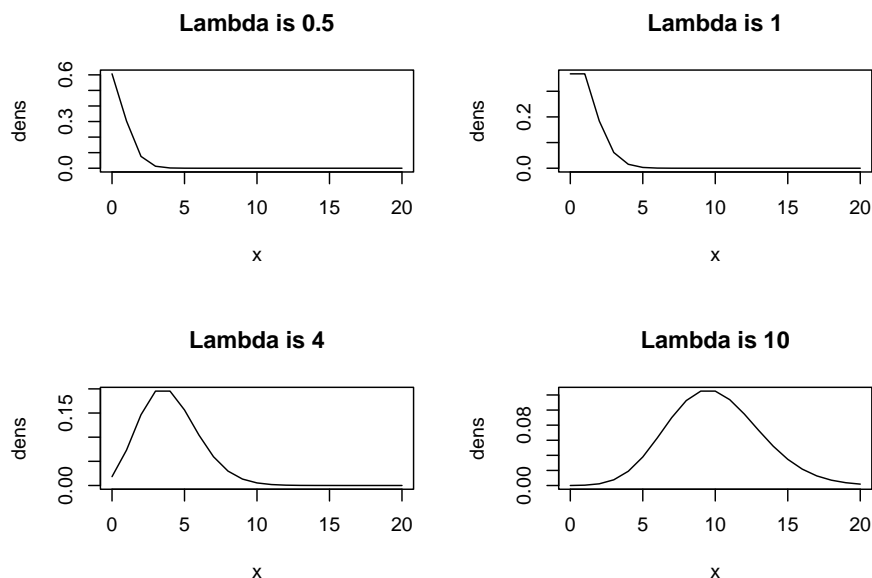 Lambda is 0.5
dens
0.0 0.3 0.6
0 5 10 15 20
x
Lambda is 1
dens
0.0 0.2
0 5 10 15 20
x
Lambda is 4
dens
0.00 0.15
0 5 10 15 20
x
Lambda is 10
dens
0.00 0.08
0 5 10 15 20
x